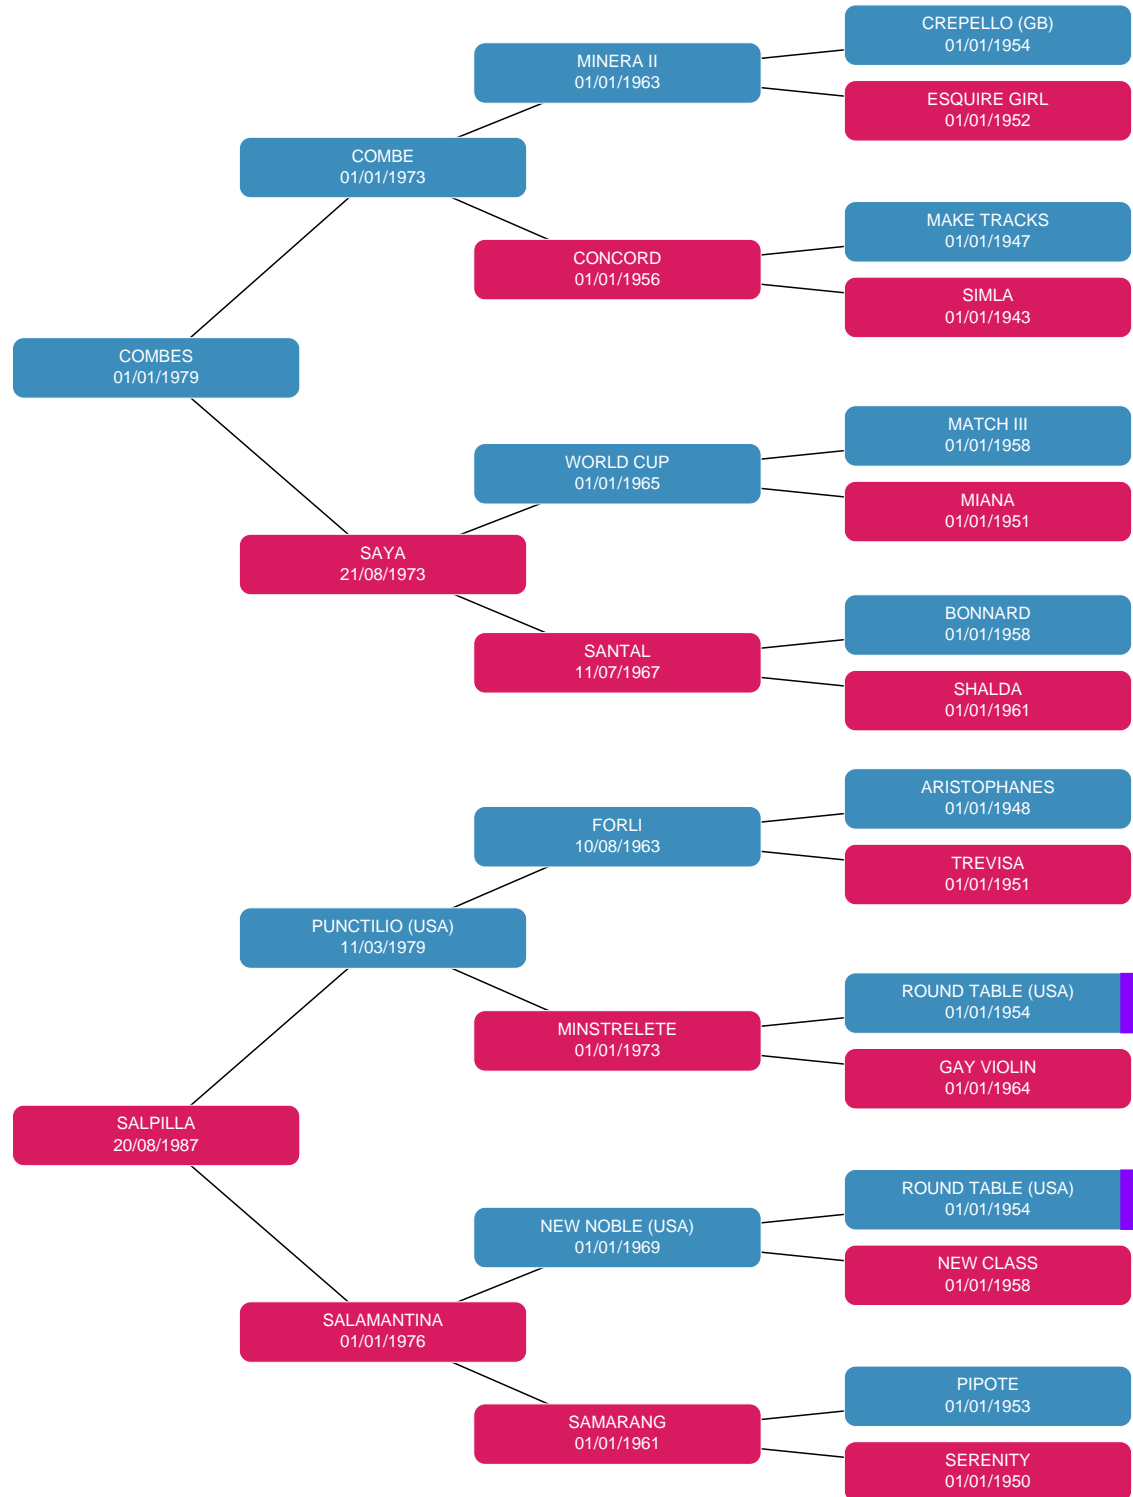 CREPELLO (GB)
01/01/1954
MINERA II
01/01/1963
ESQUIRE GIRL
01/01/1952
COMBE
01/01/1973
MAKE TRACKS
01/01/1947
CONCORD
01/01/1956
SIMLA
01/01/1943
COMBES
01/01/1979
MATCH III
01/01/1958
WORLD CUP
01/01/1965
MIANA
01/01/1951
SAYA
21/08/1973
BONNARD
01/01/1958
SANTAL
11/07/1967
SHALDA
01/01/1961
ARISTOPHANES
01/01/1948
FORLI
10/08/1963
TREVISA
01/01/1951
PUNCTILIO (USA)
11/03/1979
ROUND TABLE (USA)
01/01/1954
MINSTRELETE
01/01/1973
GAY VIOLIN
01/01/1964
SALPILLA
20/08/1987
ROUND TABLE (USA)
01/01/1954
NEW NOBLE (USA)
01/01/1969
NEW CLASS
01/01/1958
SALAMANTINA
01/01/1976
PIPOTE
01/01/1953
SAMARANG
01/01/1961
SERENITY
01/01/1950